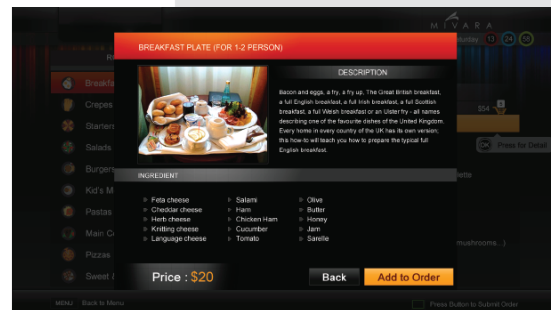 MİVARA
13 24 56
BREAKFAST PLATE (FOR 1-2 PERSON)
DESCRIPTION
Bacon and eggs, a fry, a fry up, The Great British breakfast,
a full English breakfast, a full Irish breakfast, a full Scottish
breakfast, a full Welsh breakfast or an Ulster fry - all names
describing one of the favourite dishes of the United Kingdom.
Every home in every country of the UK has its own version;
this how-to will teach you how to prepare the typical full
English breakfast.
INGREDIENT
Feta cheese
Cheddar cheese
Herb cheese
Knitting cheese
Language cheese
Salami
Ham
Chicken Ham
Cucumber
Tomato
Olive
Butter
Honey
Jam
Sarelle
Price : $20
Back
Add to Order
Breakfa
Crepes
Starters
Salads
Burgers
Kid's M
Pastas
Main C
Pizzas
Sweet &
$54
Press for Detail
mushrooms...)
MENU Back to Menu
Press Button to Submit Order